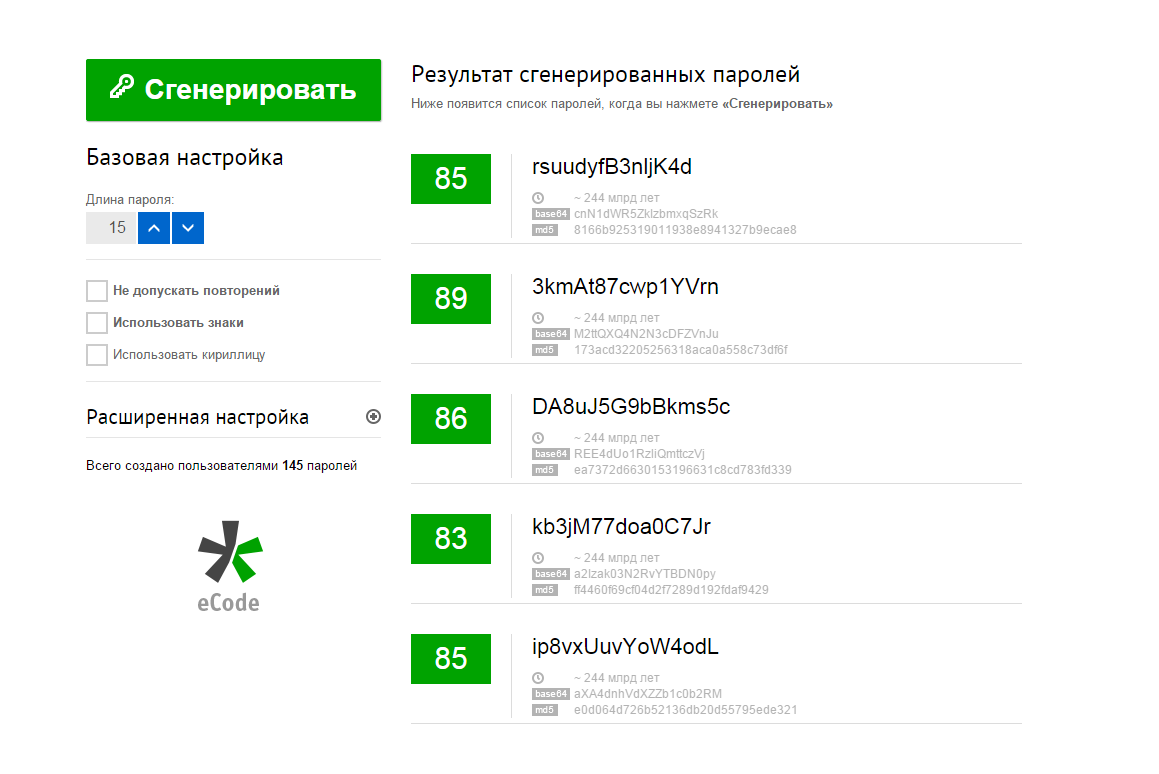 Сгенерировать
Базовая настройка
Длина пароля:
15
Не допускать повторений
Использовать знаки
Использовать кириллицу
Расширенная настройка
Всего создано пользователями 145 паролей
eCode
Результат сгенерированных паролей
Ниже появится список паролей, когда вы нажмете «Сгенерировать»
85
rsuudyfB3nljK4d
~ 244 млрд лет
base64 cnN1dWR5ZkIzbmxqSzRk
md5 8166b925319011938e8941327b9ecae8
89
3kmAt87cwp1YVrn
~ 244 млрд лет
base64 M2ttQXQ4N2N3cDFZVnJu
md5 173acd32205256318aca0a558c73df6f
86
DA8uJ5G9bBkms5c
~ 244 млрд лет
base64 REE4dUo1RzliQmttczVj
md5 ea7372d6630153196631c8cd783fd339
83
kb3jM77doa0C7Jr
~ 244 млрд лет
base64 a2Izak03N2RvYTBDN0py
md5 ff4460f69cf04d2f7289d192fdaf9429
85
ip8vxUuvYoW4odL
~ 244 млрд лет
base64 aXA4dnhVdXZZb1c0b2RM
md5 e0d064d726b52136db20d55795ede321